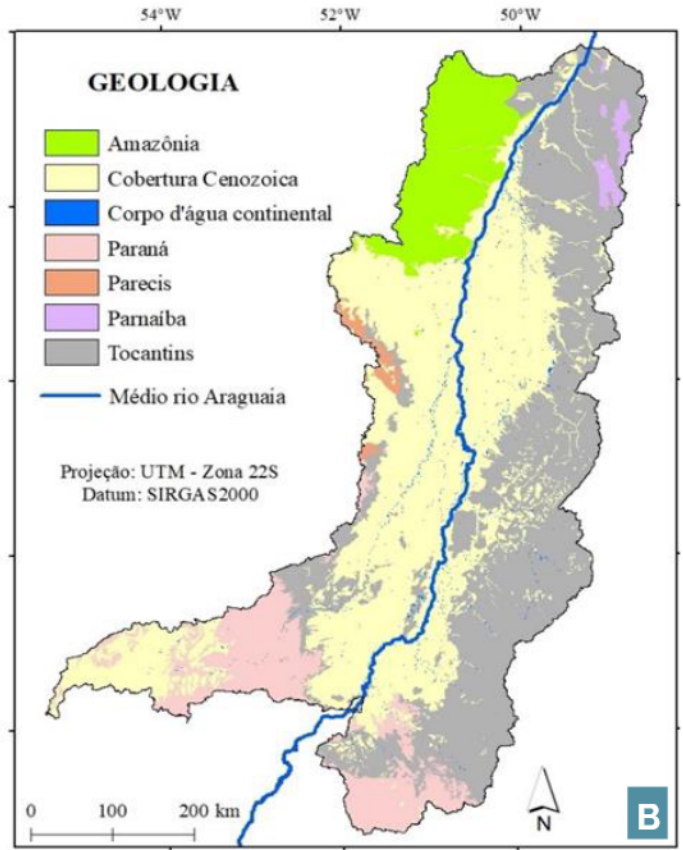 54°W 52°W 50°W
GEOLOGIA
Amazônia
Cobertura Cenozoica
Corpo d'água continental
Paraná
Parecis
Parnaíba
Tocantins
Médio rio Araguaia
Projeção: UTM - Zona 22S
Datum: SIRGAS2000
0 100 200 km
N
B